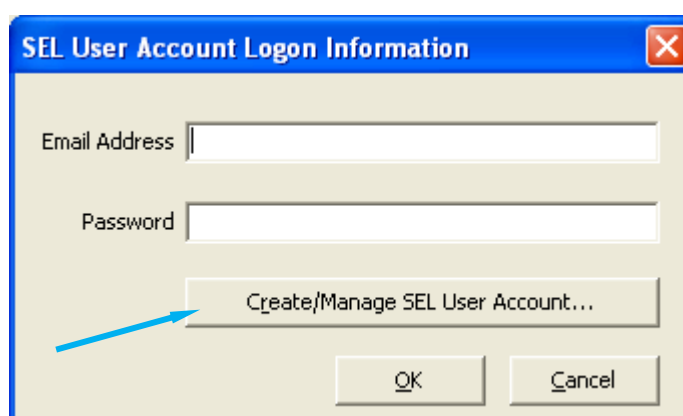 SEL User Account Logon Information
Email Address
Password
Create/Manage SEL User Account...
OK Cancel